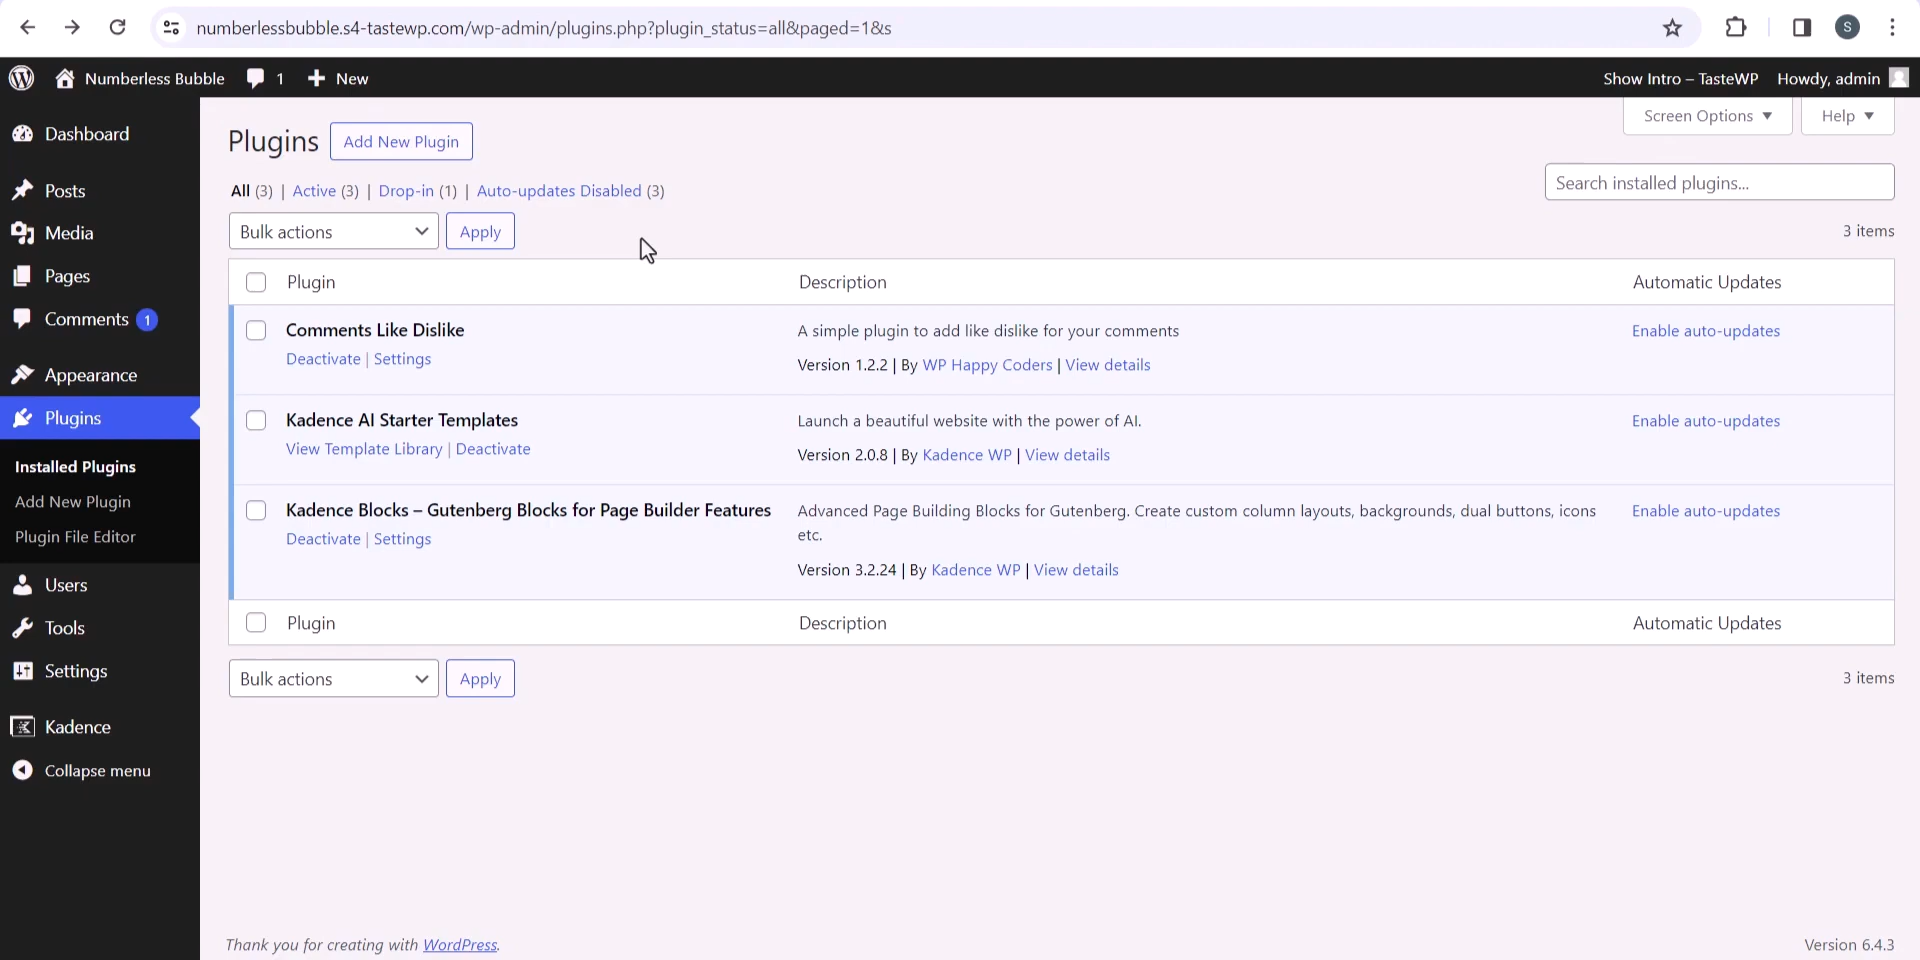 numberlessbubble.s4-tastewp.com/wp-admin/plugins.php?plugin_status=all&paged=1&s
S
Numberless Bubble 1 New
Show Intro – TasteWP Howdy, admin
Dashboard
Posts
Media
Pages
Comments 1
Appearance
Plugins
Installed Plugins
Add New Plugin
Plugin File Editor
Users
Tools
Settings
Kadence
Collapse menu
Screen Options Help
Plugins Add New Plugin
All (3) | Active (3) | Drop-in (1) | Auto-updates Disabled (3)
Search installed plugins...
Bulk actions Apply
3 items
Plugin Description Automatic Updates
Comments Like Dislike
Deactivate | Settings
A simple plugin to add like dislike for your comments
Version 1.2.2 | By WP Happy Coders | View details
Enable auto-updates
Kadence AI Starter Templates
View Template Library | Deactivate
Launch a beautiful website with the power of AI.
Version 2.0.8 | By Kadence WP | View details
Enable auto-updates
Kadence Blocks – Gutenberg Blocks for Page Builder Features
Deactivate | Settings
Advanced Page Building Blocks for Gutenberg. Create custom column layouts, backgrounds, dual buttons, icons
etc.
Version 3.2.24 | By Kadence WP | View details
Enable auto-updates
Plugin Description Automatic Updates
Bulk actions Apply
3 items
Thank you for creating with WordPress.
Version 6.4.3